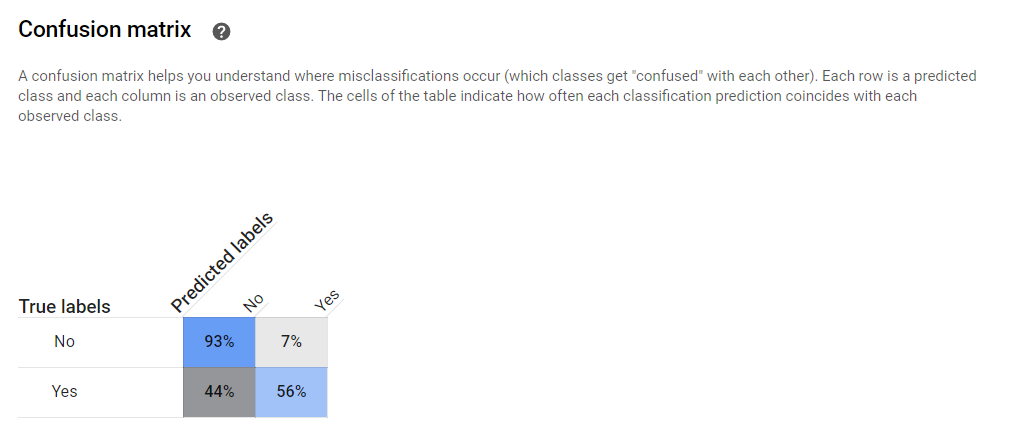 Confusion matrix ?
A confusion matrix helps you understand where misclassifications occur (which classes get "confused" with each other). Each row is a predicted
class and each column is an observed class. The cells of the table indicate how often each classification prediction coincides with each
observed class.
Predicted labels
True labels No Yes
No 93% 7%
Yes 44% 56%